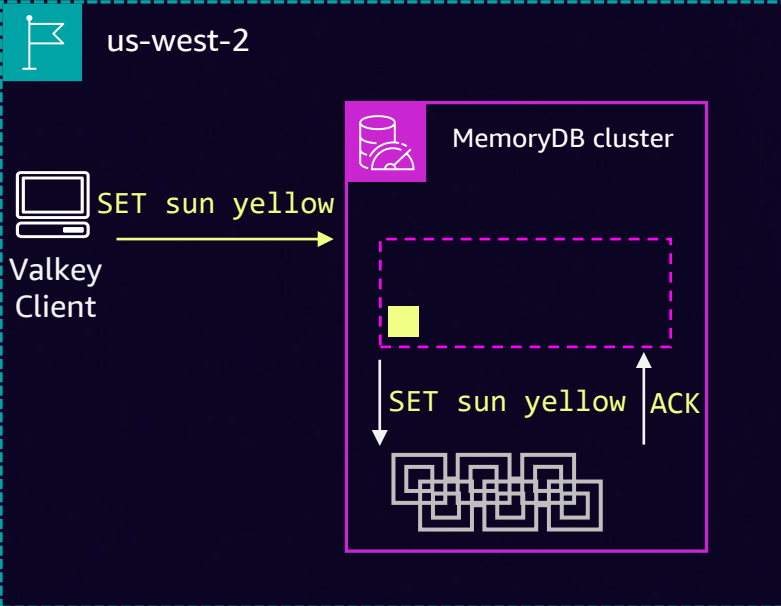 us-west-2
MemoryDB cluster
SET sun yellow
Valkey
Client
SET sun yellow
ACK